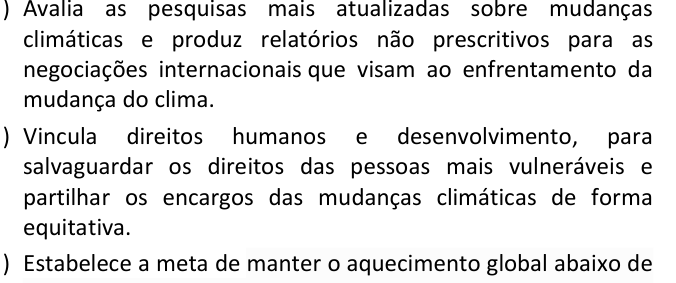 ) Avalia as pesquisas mais atualizadas sobre mudanças
climáticas e produz relatórios não prescritivos para as
negociações internacionais que visam ao enfrentamento da
mudança do clima.
) Vincula direitos humanos e desenvolvimento, para
salvaguardar os direitos das pessoas mais vulneráveis e
partilhar os encargos das mudanças climáticas de forma
equitativa.
) Estabelece a meta de manter o aquecimento global abaixo de